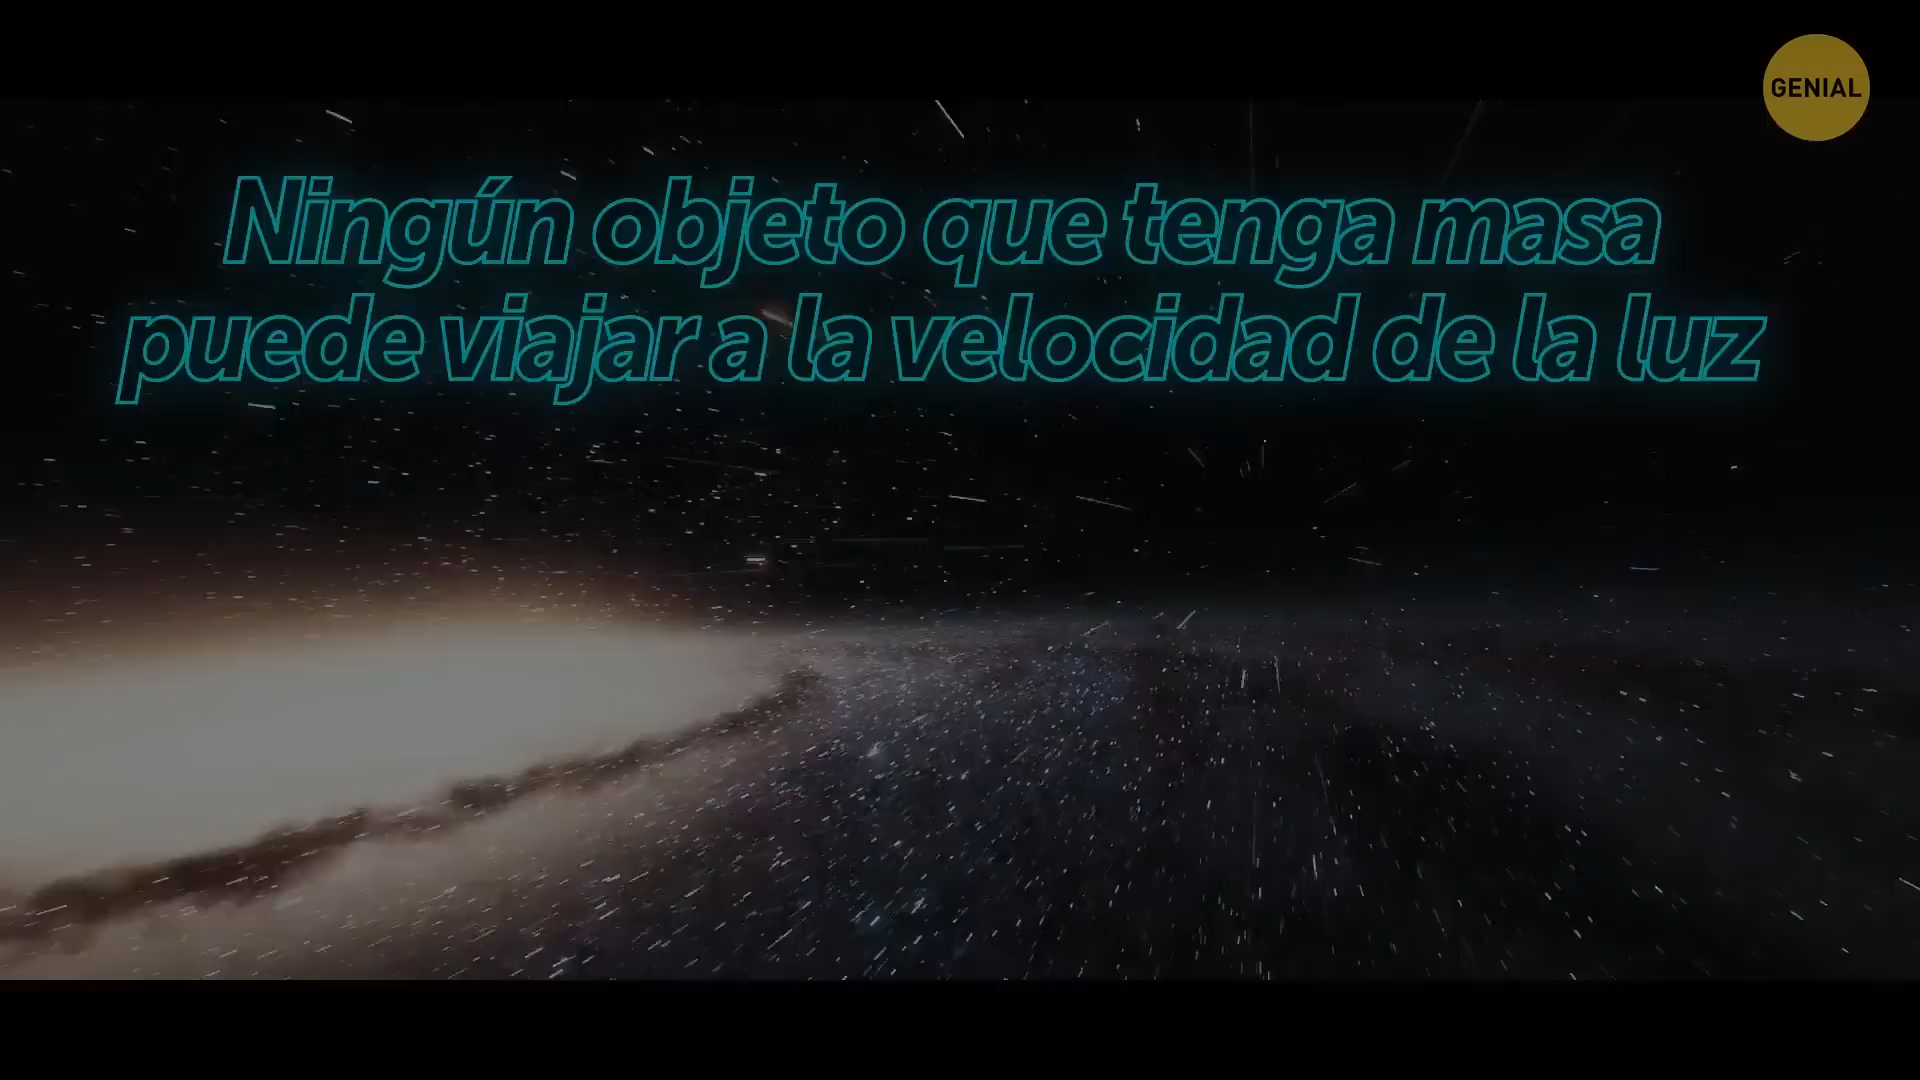 GENIAL
Ningún objeto que tenga masa
puede viajar a la velocidad de la luz